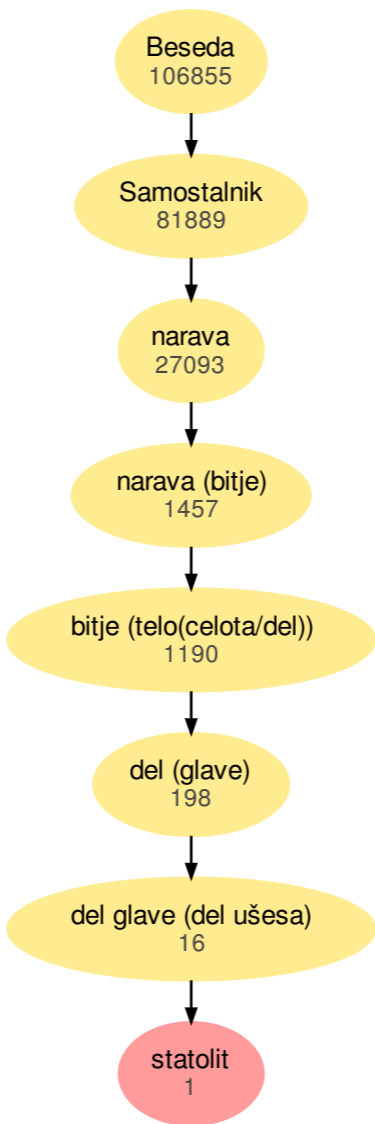 Beseda
106855
Samostalnik
81889
narava
27093
narava (bitje)
1457
bitje (telo(celota/del))
1190
del (glave)
198
del glave (del ušesa)
16
statolit
1